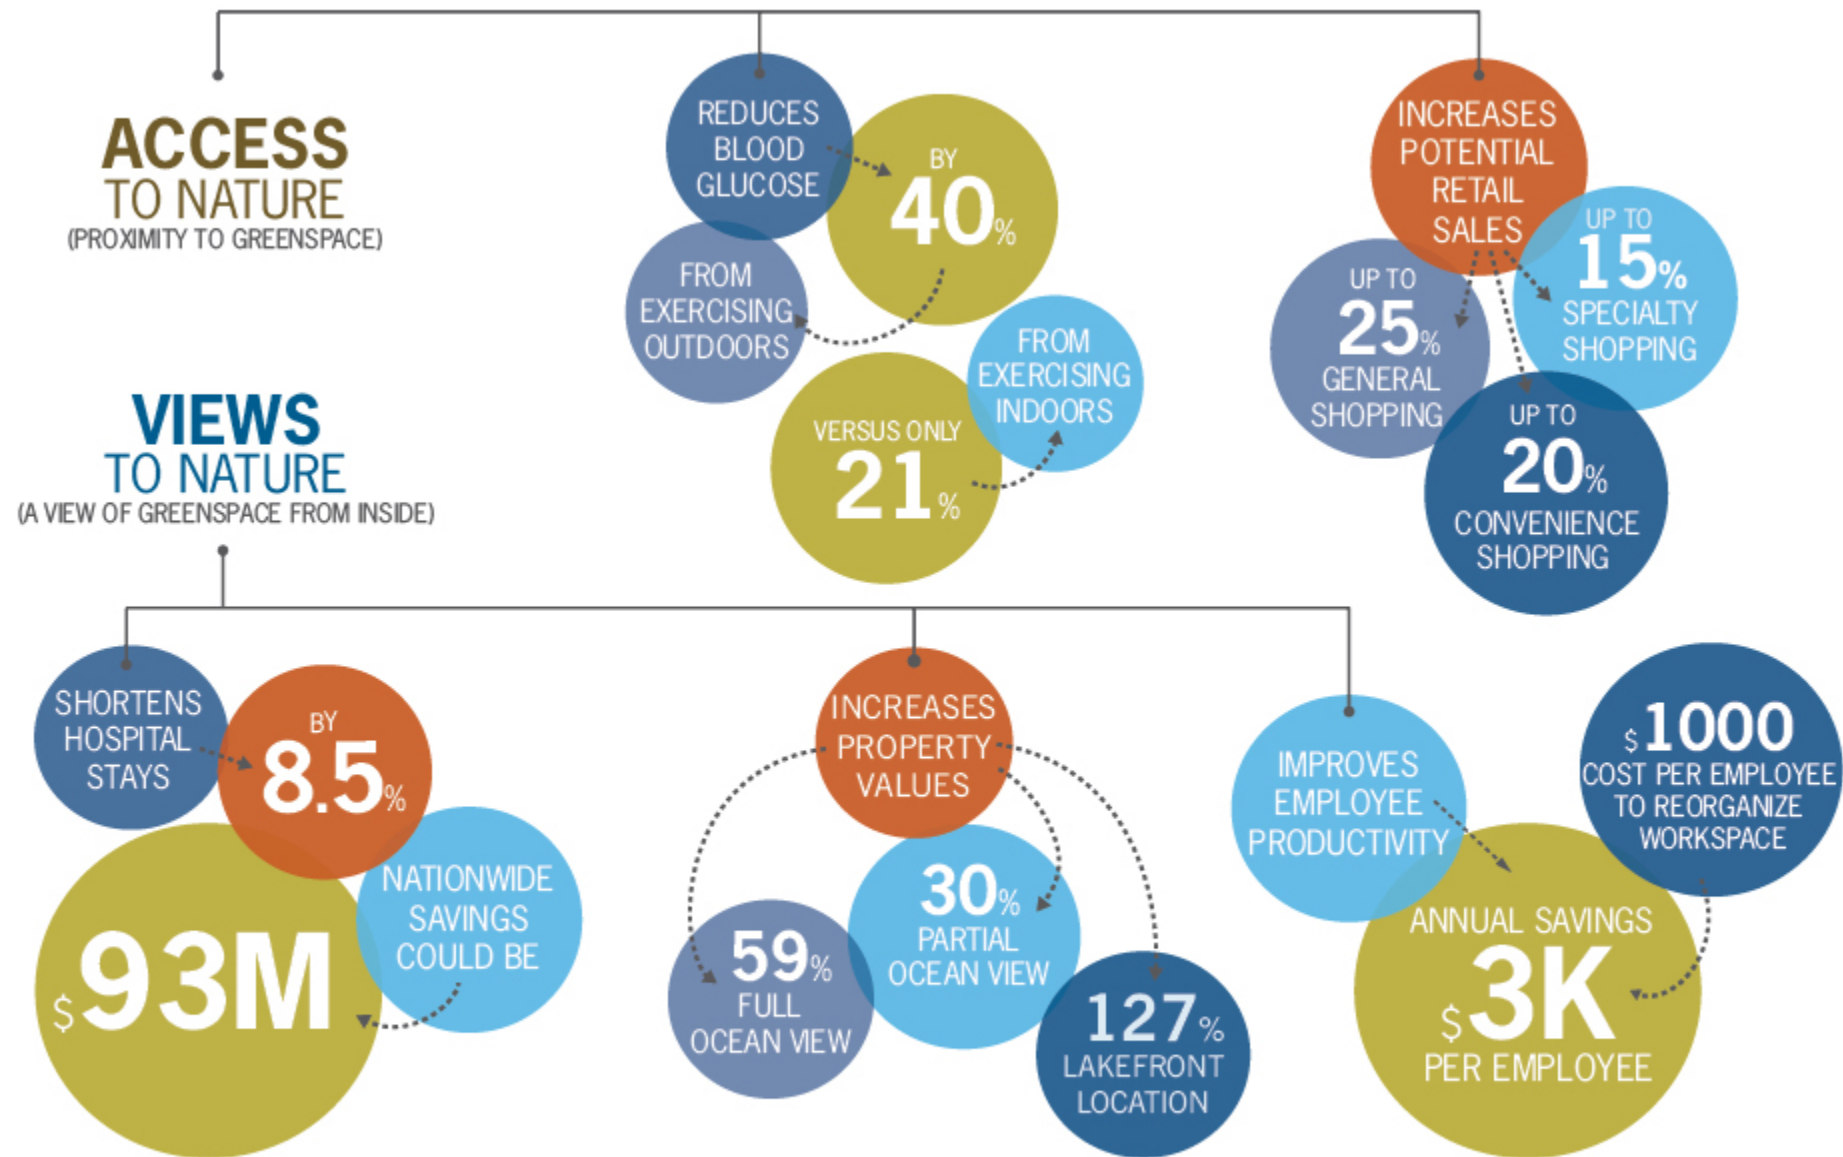 ACCESS
TO NATURE
(PROXIMITY TO GREENSPACE)
REDUCES
BLOOD
GLUCOSE
BY
40%
FROM
EXERCISING
OUTDOORS
VERSUS ONLY
21%
FROM
EXERCISING
INDOORS
INCREASES
POTENTIAL
RETAIL
SALES
UP TO
15%
SPECIALTY
SHOPPING
UP TO
25%
GENERAL
SHOPPING
UP TO
20%
CONVENIENCE
SHOPPING
VIEWS
TO NATURE
(A VIEW OF GREENSPACE FROM INSIDE)
SHORTENS
HOSPITAL
STAYS
BY
8.5%
NATIONWIDE
SAVINGS
COULD BE
$93M
INCREASES
PROPERTY
VALUES
59%
FULL
OCEAN VIEW
30%
PARTIAL
OCEAN VIEW
127%
LAKEFRONT
LOCATION
IMPROVES
EMPLOYEE
PRODUCTIVITY
$1000
COST PER EMPLOYEE
TO REORGANIZE
WORKSPACE
ANNUAL SAVINGS
$3K
PER EMPLOYEE